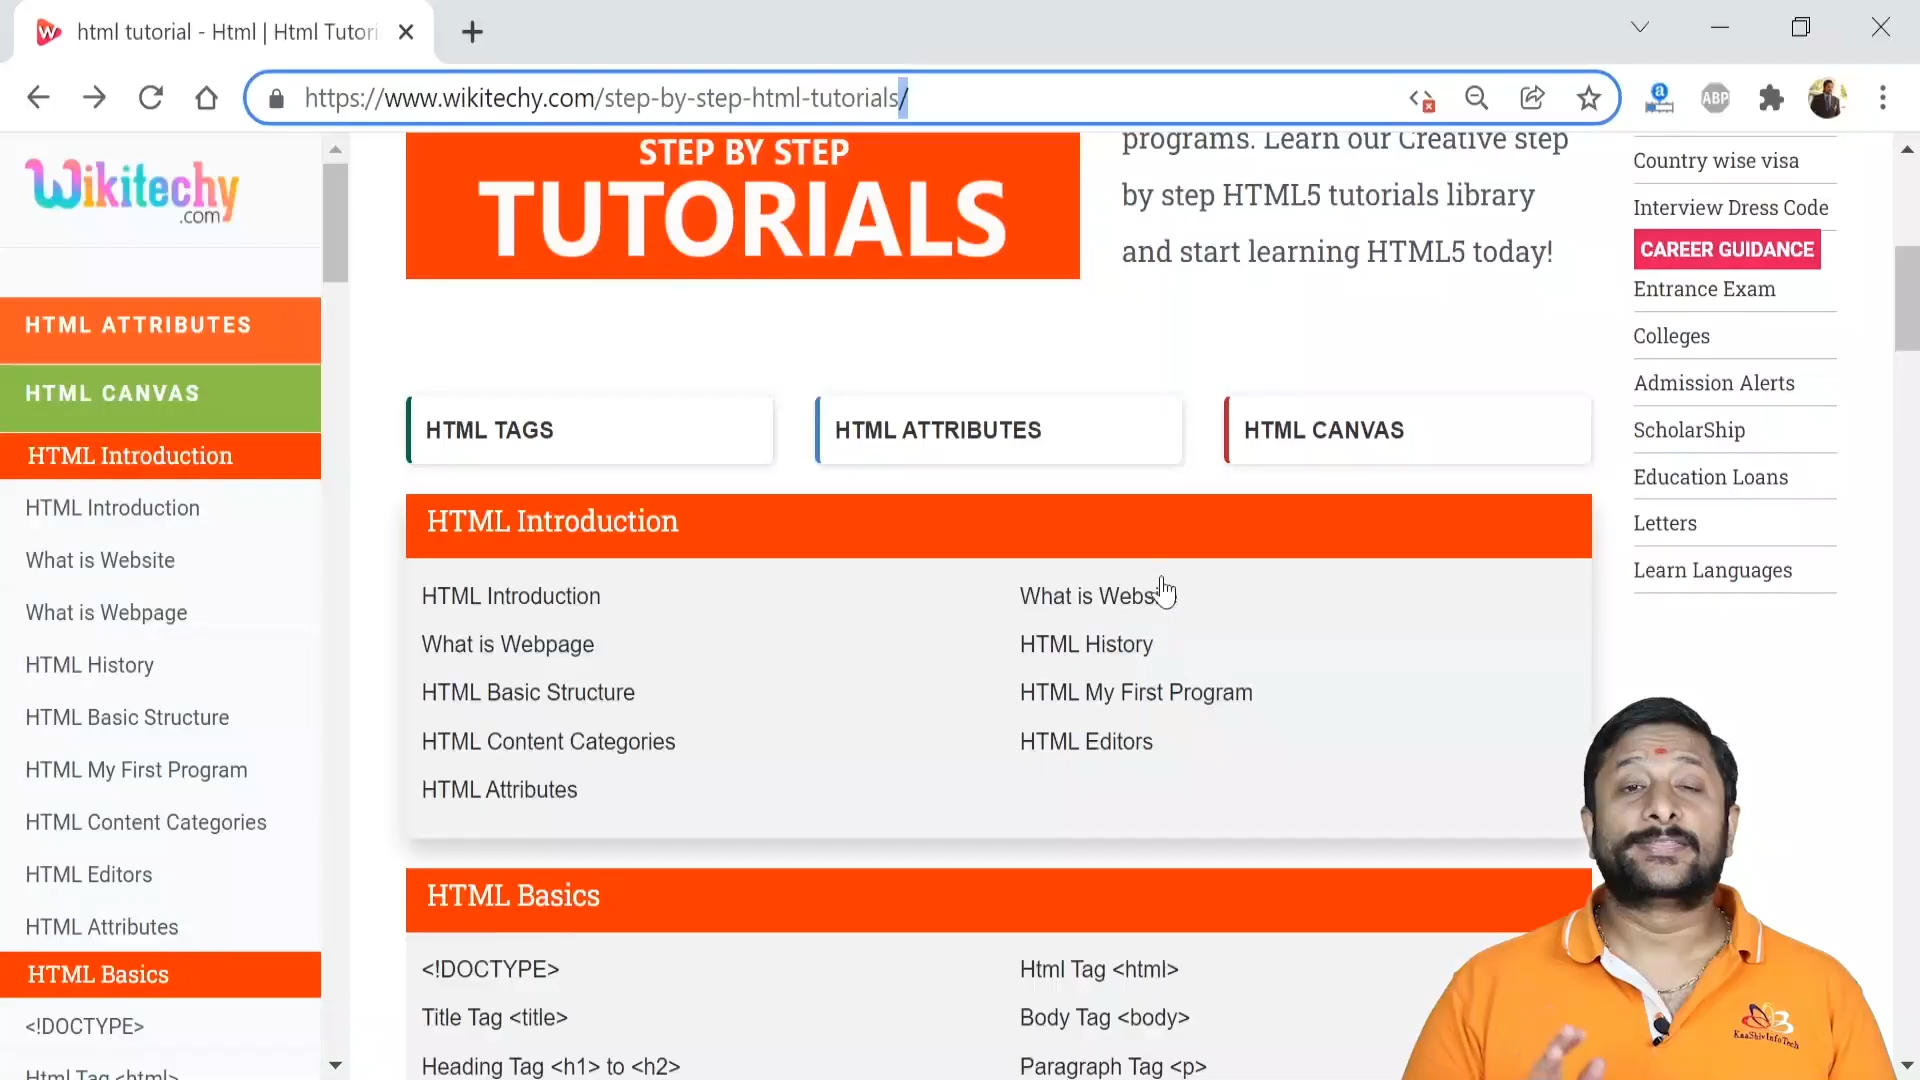 html tutorial - Html | Html Tutori
https://www.wikitechy.com/step-by-step-html-tutorials/
a
ABP
Wikitechy
.com
HTML ATTRIBUTES
HTML CANVAS
HTML Introduction
HTML Introduction
What is Website
What is Webpage
HTML History
HTML Basic Structure
HTML My First Program
HTML Content Categories
HTML Editors
HTML Attributes
HTML Basics
<!DOCTYPE>
Html Tag <html>
STEP BY STEP
TUTORIALS
programs. Learn our Creative step
by step HTML5 tutorials library
and start learning HTML5 today!
HTML TAGS
HTML ATTRIBUTES
HTML CANVAS
HTML Introduction
HTML Introduction
What is Website
What is Webpage
HTML History
HTML Basic Structure
HTML My First Program
HTML Content Categories
HTML Editors
HTML Attributes
HTML Basics
<!DOCTYPE>
Html Tag <html>
Title Tag <title>
Body Tag <body>
Heading Tag <h1> to <h2>
Paragraph Tag <p>
Country wise visa
Interview Dress Code
CAREER GUIDANCE
Entrance Exam
Colleges
Admission Alerts
ScholarShip
Education Loans
Letters
Learn Languages
KaaShiv InfoTech